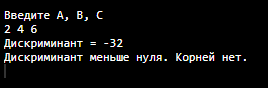 Введите A, B, C
2 4 6
Дискриминант = -32
Дискриминант меньше нуля. Корней нет.